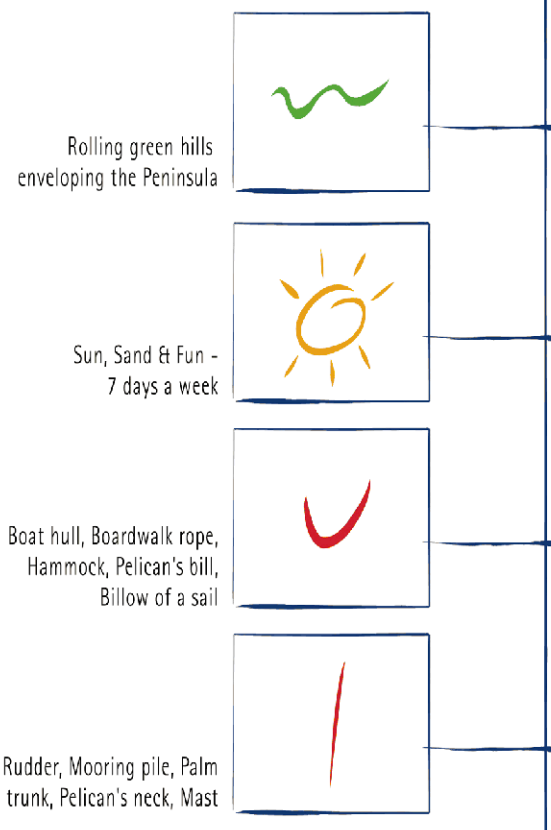 Rolling green hills
enveloping the Peninsula
Sun, Sand & Fun -
7 days a week
Boat hull, Boardwalk rope,
Hammock, Pelican's bill,
Billow of a sail
Rudder, Mooring pile, Palm
trunk, Pelican's neck, Mast